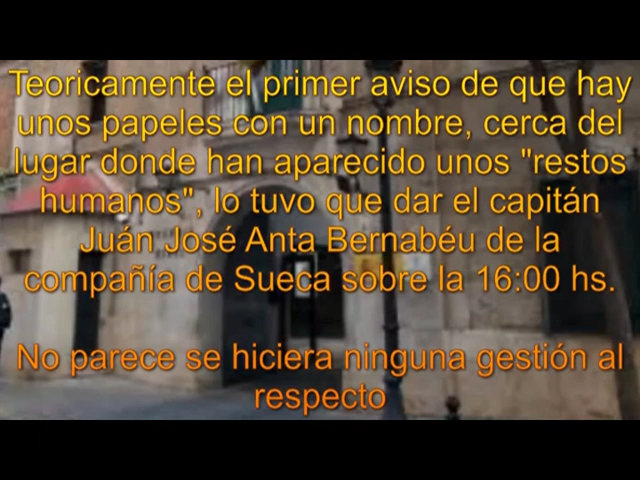 Teoricamente el primer aviso de que hay
unos papeles con un nombre, cerca del
lugar donde han aparecido unos "restos
humanos", lo tuvo que dar el capitán
Juán José Anta Bernabéu de la
compañía de Sueca sobre la 16:00 hs.
No parece se hiciera ninguna gestión al
respecto